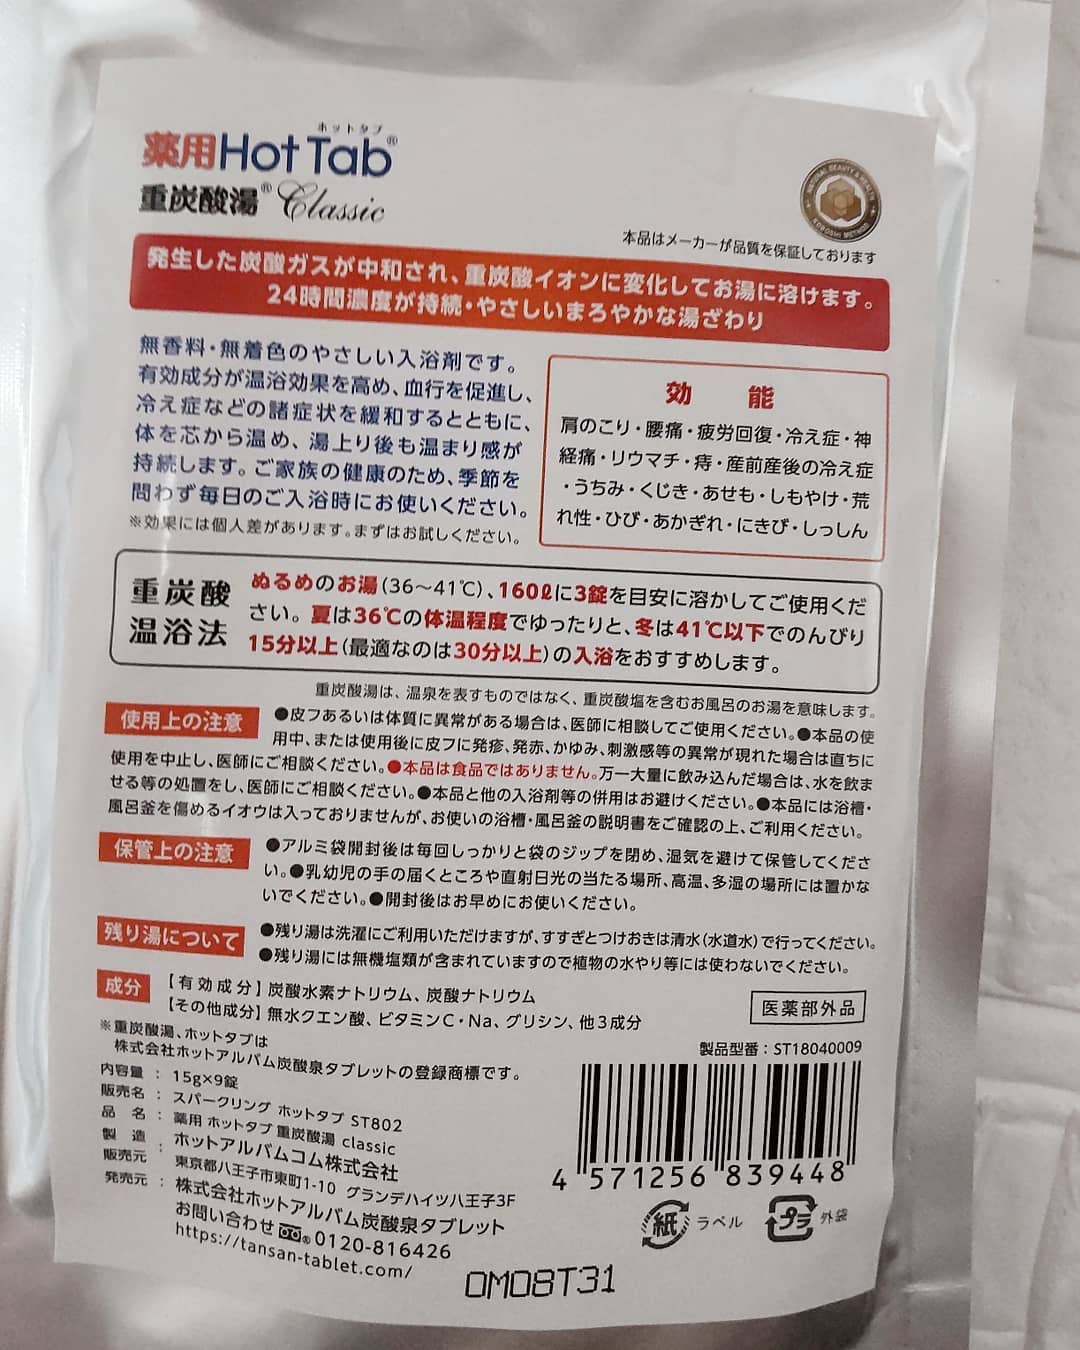 ホットタブ
薬用HotTab®
重炭酸湯® Classic
NATURAL BEAUTY & HEALTH
KOBOSHI METHOD
本品はメーカーが品質を保証しております
発生した炭酸ガスが中和され、重炭酸イオンに変化してお湯に溶けます。
24時間濃度が持続・やさしいまろやかな湯ざわり
無香料・無着色のやさしい入浴剤です。
有効成分が温浴効果を高め、血行を促進し、
冷え症などの諸症状を緩和するとともに、
体を芯から温め、湯上り後も温まり感が
持続します。ご家族の健康のため、季節を
問わず毎日のご入浴時にお使いください。
※効果には個人差があります。まずはお試しください。
効能
肩のこり・腰痛・疲労回復・冷え症・神
経痛・リウマチ・痔・産前産後の冷え症
・うちみ・くじき・あせも・しもやけ・荒
れ性・ひび・あかぎれ・にきび・しっしん
重炭酸
温浴法
ぬるめのお湯(36〜41℃)、160ℓに3錠を目安に溶かしてご使用くだ
さい。夏は36℃の体温程度でゆったりと、冬は41℃以下でのんびり
15分以上(最適なのは30分以上)の入浴をおすすめします。
重炭酸湯は、温泉を表すものではなく、重炭酸塩を含むお風呂のお湯を意味します。
使用上の注意 ●皮フあるいは体質に異常がある場合は、医師に相談してご使用ください。●本品の使
用中、または使用後に皮フに発疹、発赤、かゆみ、刺激感等の異常が現れた場合は直ちに
使用を中止し、医師にご相談ください。●本品は食品ではありません。万一大量に飲み込んだ場合は、水を飲ま
せる等の処置をし、医師にご相談ください。●本品と他の入浴剤等の併用はお避けください。●本品には浴槽・
風呂釜を傷めるイオウは入っておりませんが、お使いの浴槽・風呂釜の説明書をご確認の上、ご利用ください。
保管上の注意 ●アルミ袋開封後は毎回しっかりと袋のジップを閉め、湿気を避けて保管してくださ
い。●乳幼児の手の届くところや直射日光の当たる場所、高温、多湿の場所には置かな
いでください。●開封後はお早めにお使いください。
残り湯について ●残り湯は洗濯にご利用いただけますが、すすぎとつけおきは清水(水道水)で行ってください。
●残り湯には無機塩類が含まれていますので植物の水やり等には使わないでください。
成分 【有効成分】炭酸水素ナトリウム、炭酸ナトリウム
【その他成分】無水クエン酸、ビタミンC・Na、グリシン、他3成分
医薬部外品
※重炭酸湯、ホットタブは
株式会社ホットアルバム炭酸泉タブレットの登録商標です。
製品型番：ST18040009
内容量：15g×9錠
販売名：スパークリング ホットタブ ST802
品名：薬用 ホットタブ 重炭酸湯 classic
製造販売元：ホットアルバムコム株式会社
東京都八王子市東町1-10 グランデハイツ八王子3F
発売元：株式会社ホットアルバム炭酸泉タブレット
お問い合わせ 0120-816426
https://tansan-tablet.com/
4 571256 839448
紙 ラベル
プラ 外袋
0M08T31